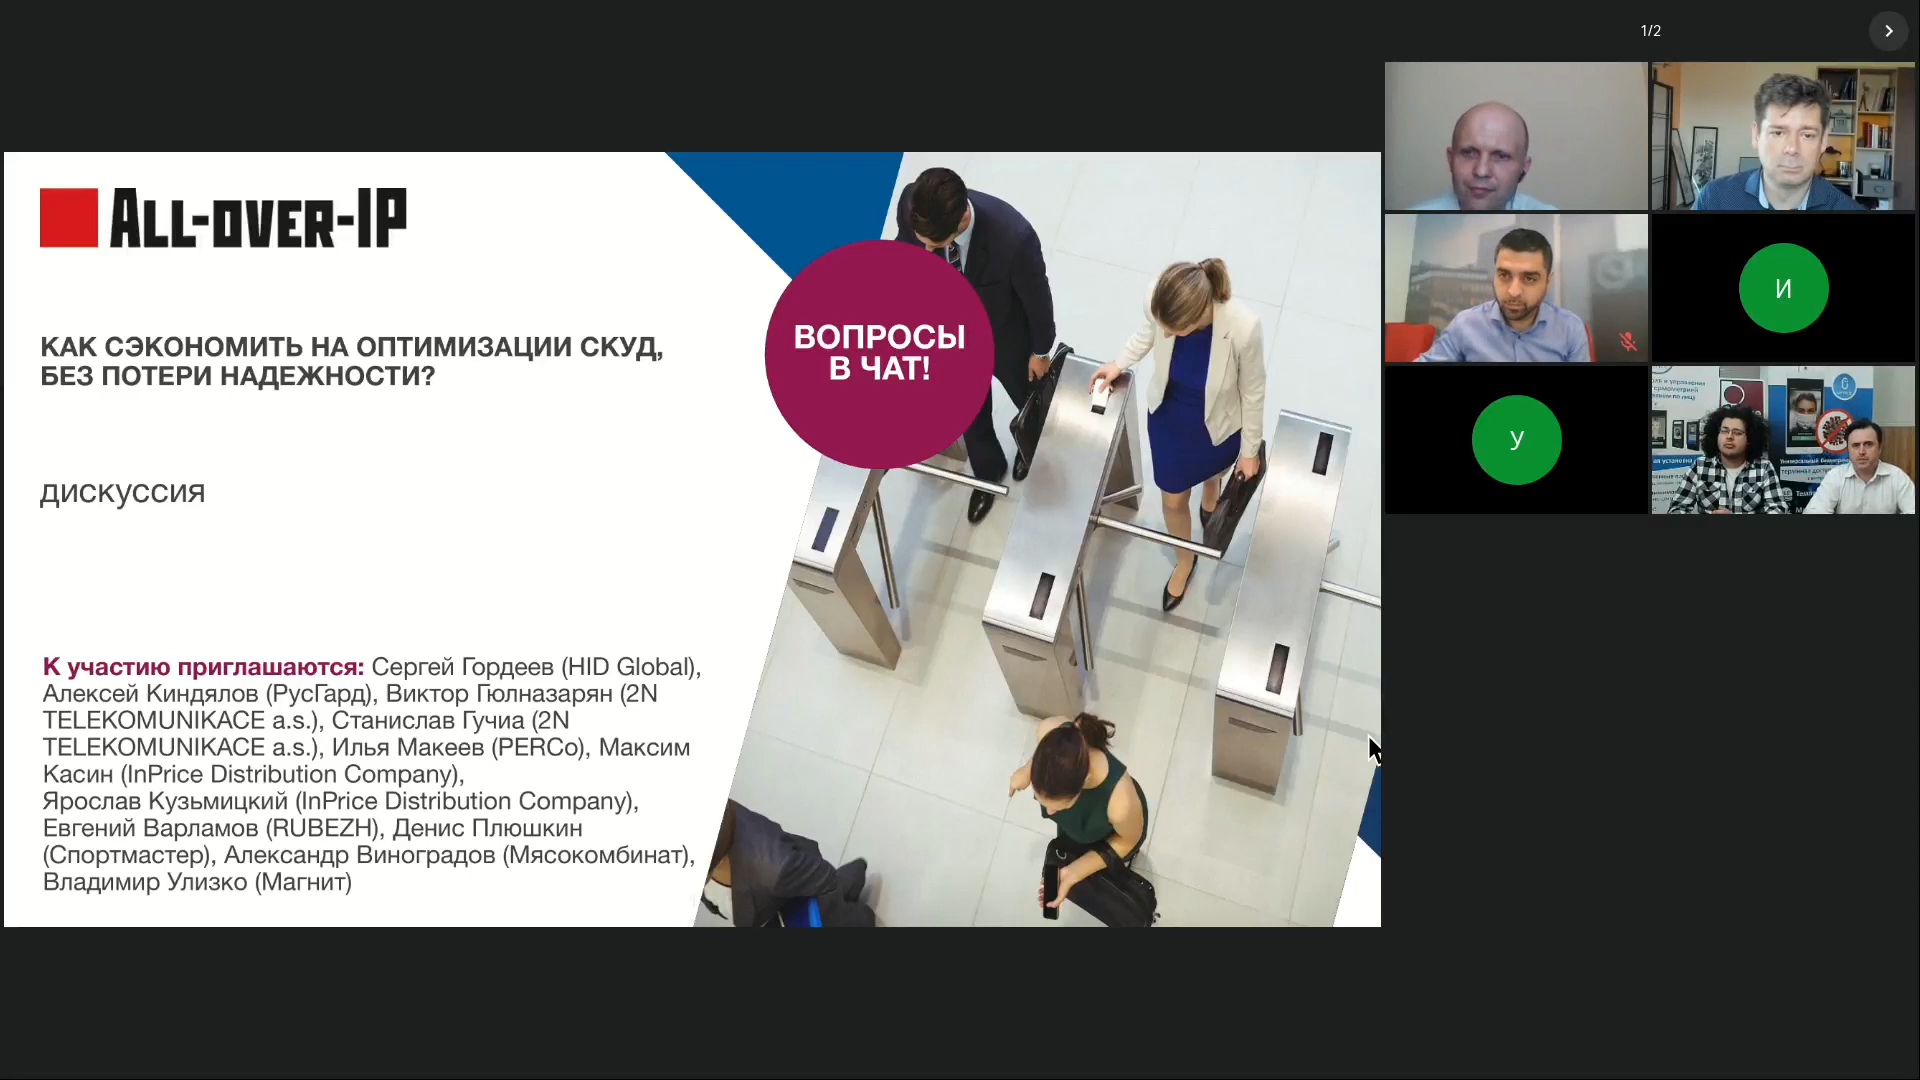 1/2
ALL-OVER-IP
КАК СЭКОНОМИТЬ НА ОПТИМИЗАЦИИ СКУД,
БЕЗ ПОТЕРИ НАДЕЖНОСТИ?
ВОПРОСЫ
В ЧАТ!
дискуссия
К участию приглашаются: Сергей Гордеев (HID Global),
Алексей Киндялов (РусГард), Виктор Гюлназарян (2N
TELEKOMUNIKACE a.s.), Станислав Гучиа (2N
TELEKOMUNIKACE a.s.), Илья Макеев (PERCo), Максим
Касин (InPrice Distribution Company),
Ярослав Кузьмицкий (InPrice Distribution Company),
Евгений Варламов (RUBEZH), Денис Плюшкин
(Спортмастер), Александр Виноградов (Мясокомбинат),
Владимир Улизко (Магнит)
И
У